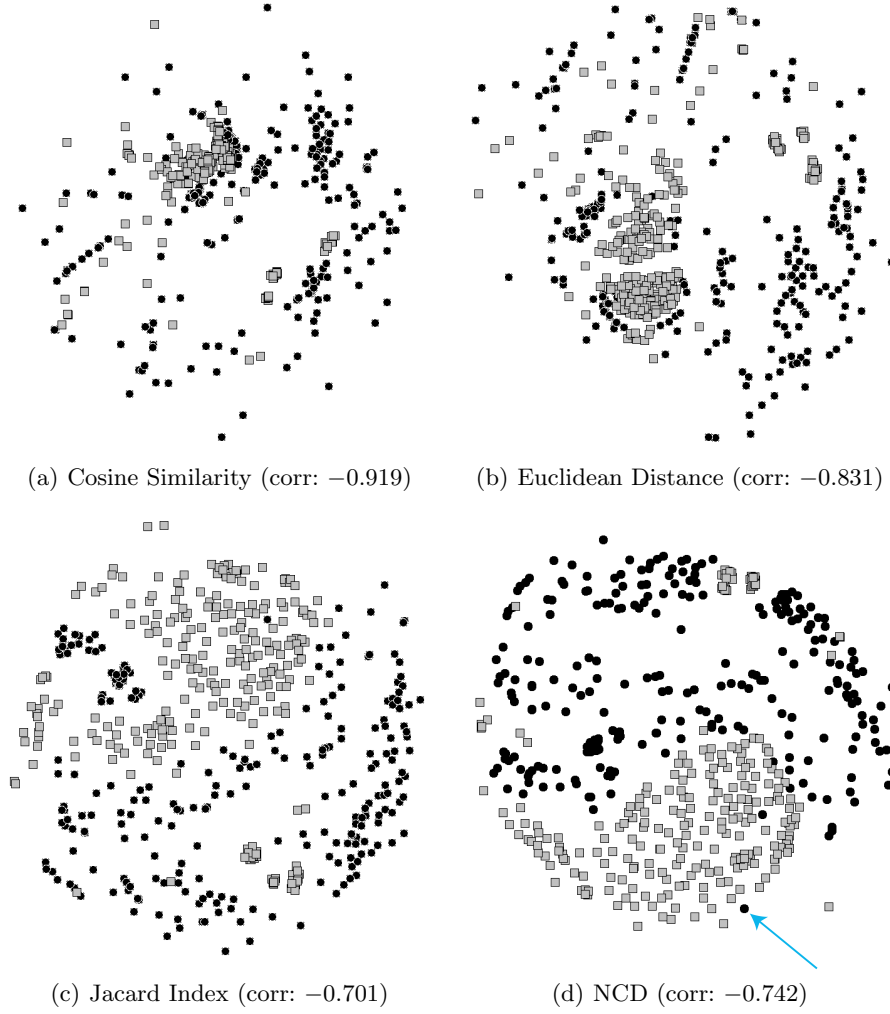 (a) Cosine Similarity (corr: −0.919)
(b) Euclidean Distance (corr: −0.831)
(c) Jacard Index (corr: −0.701)
(d) NCD (corr: −0.742)